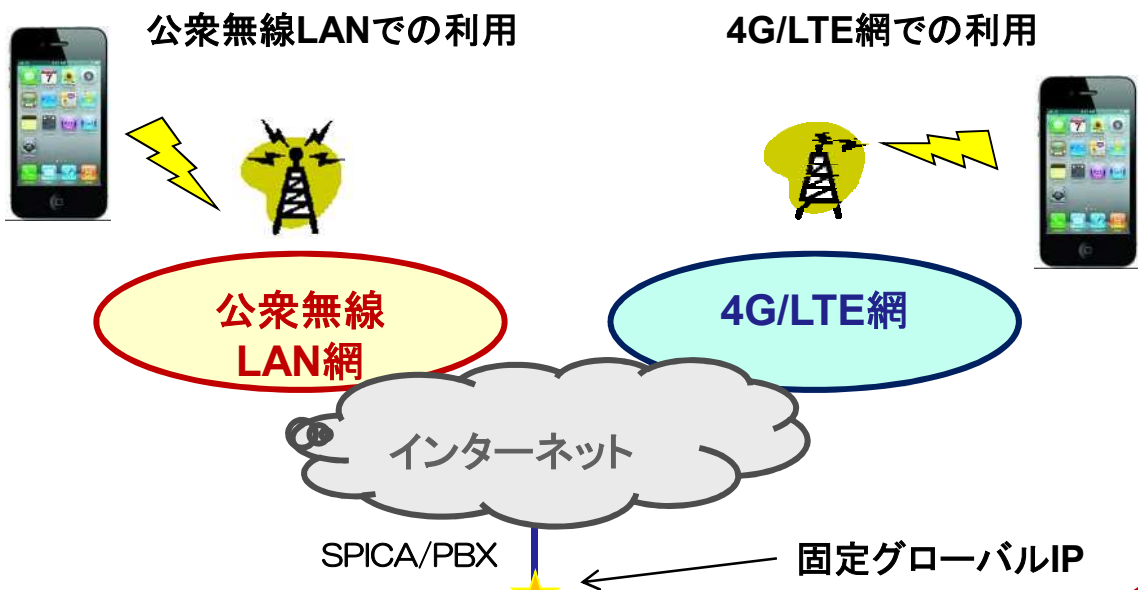 公衆無線LANでの利用
4G/LTE網での利用
公衆無線
LAN網
4G/LTE網
インターネット
SPICA/PBX
固定グローバルIP